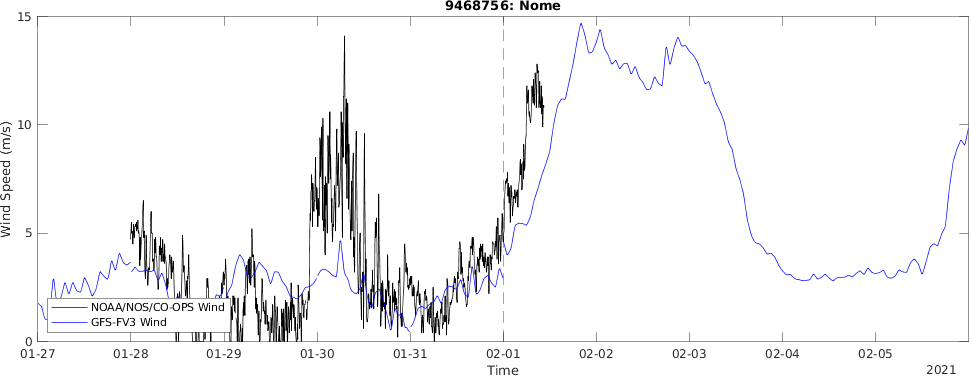 9468756: Nome
Wind Speed (m/s)
15
10
5
0
NOAA/NOS/CO-OPS Wind
GFS-FV3 Wind
01-27 01-28 01-29 01-30 01-31 02-01 02-02 02-03 02-04 02-05
Time
2021